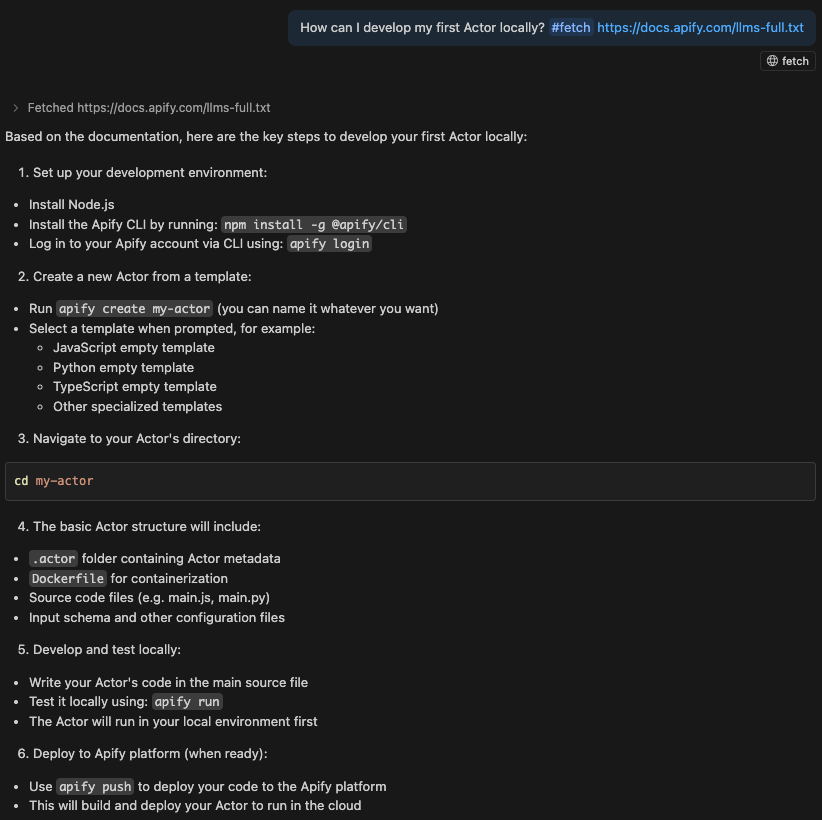 How can I develop my first Actor locally? #fetch https://docs.apify.com/llms-full.txt
fetch
Fetched https://docs.apify.com/llms-full.txt
Based on the documentation, here are the key steps to develop your first Actor locally:
1. Set up your development environment:
• Install Node.js
• Install the Apify CLI by running: npm install -g @apify/cli
• Log in to your Apify account via CLI using: apify login
2. Create a new Actor from a template:
• Run apify create my-actor (you can name it whatever you want)
• Select a template when prompted, for example:
◦ JavaScript empty template
◦ Python empty template
◦ TypeScript empty template
◦ Other specialized templates
3. Navigate to your Actor's directory:
cd my-actor
4. The basic Actor structure will include:
• .actor folder containing Actor metadata
• Dockerfile for containerization
• Source code files (e.g. main.js, main.py)
• Input schema and other configuration files
5. Develop and test locally:
• Write your Actor's code in the main source file
• Test it locally using: apify run
• The Actor will run in your local environment first
6. Deploy to Apify platform (when ready):
• Use apify push to deploy your code to the Apify platform
• This will build and deploy your Actor to run in the cloud